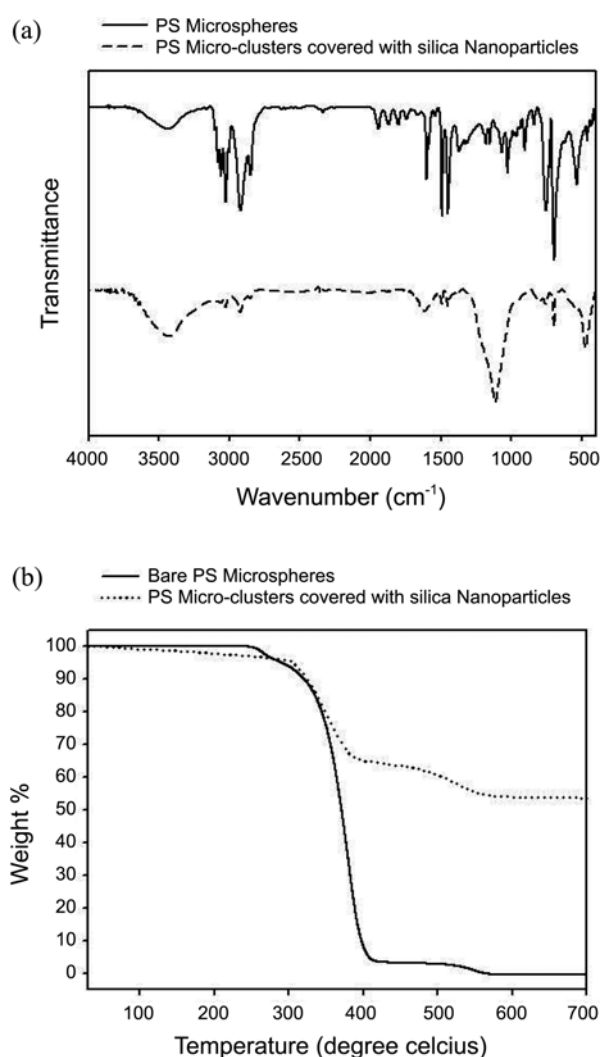 (a)
PS Microspheres
PS Micro-clusters covered with silica Nanoparticles
Transmittance
4000 3500 3000 2500 2000 1500 1000 500
Wavenumber (cm⁻¹)
(b)
Bare PS Microspheres
PS Micro-clusters covered with silica Nanoparticles
Weight %
100
90
80
70
60
50
40
30
20
10
0
100 200 300 400 500 600 700
Temperature (degree celcius)